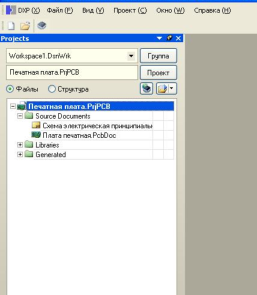 DXP (X) Файл (F) Вид (V) Проект (C) Окно (W) Справка (H)
Projects
Workspace1.DsnWrk Группа
Печатная плата.PrjPCB Проект
Файлы Структура
Печатная плата.PrjPCB
Source Documents
Схема электрическая принципиалы
Плата печатная.PcbDoc
Libraries
Generated